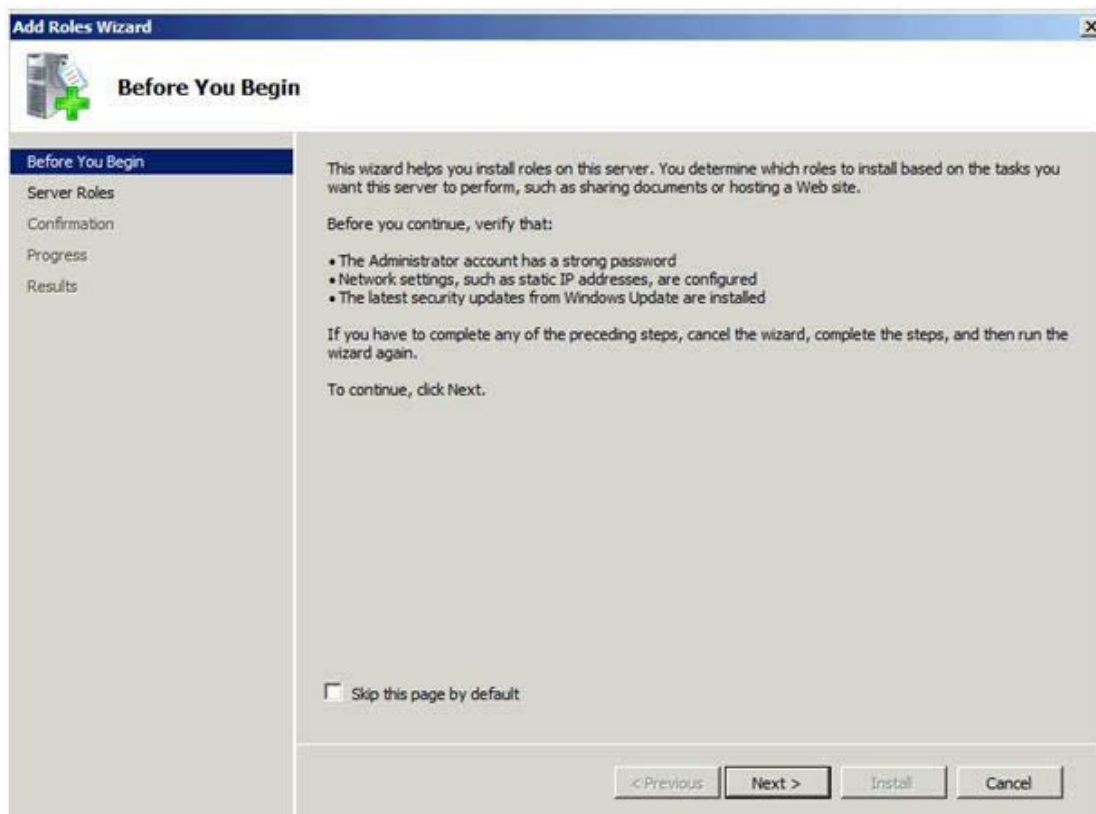 Add Roles Wizard
Before You Begin
Before You Begin
Server Roles
Confirmation
Progress
Results
This wizard helps you install roles on this server. You determine which roles to install based on the tasks you
want this server to perform, such as sharing documents or hosting a Web site.
Before you continue, verify that:
• The Administrator account has a strong password
• Network settings, such as static IP addresses, are configured
• The latest security updates from Windows Update are installed
If you have to complete any of the preceding steps, cancel the wizard, complete the steps, and then run the
wizard again.
To continue, click Next.
Skip this page by default
< Previous
Next >
Install
Cancel